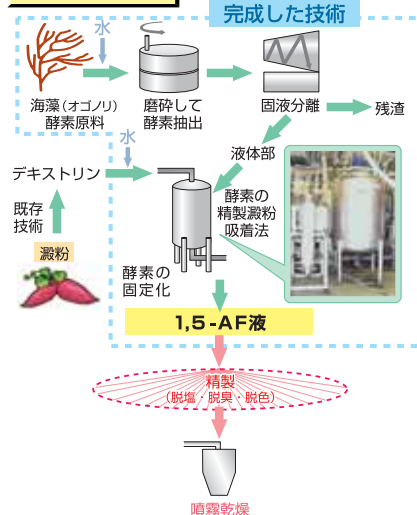 完成した技術
水
海藻（オゴノリ）
酵素原料
磨砕して
酵素抽出
固液分離
残渣
水
液体部
デキストリン
酵素の
精製澱粉
吸着法
既存
技術
澱粉
酵素の
固定化
1,5-AF液
精製
（脱塩・脱臭・脱色）
噴霧乾燥